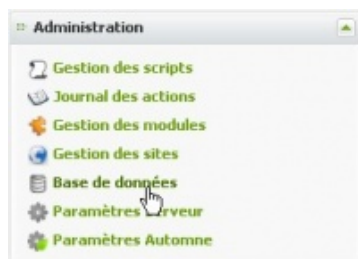 Administration
Gestion des scripts
Journal des actions
Gestion des modules
Gestion des sites
Base de données
Paramètres Serveur
Paramètres Automne